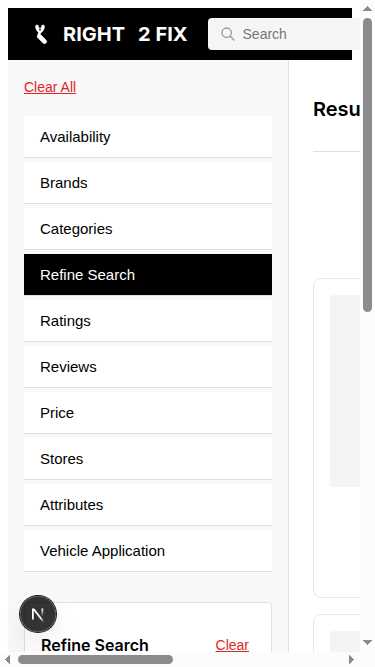 RIGHT 2 FIX
Search
Clear All
Resu
Availability
Brands
Categories
Refine Search
Ratings
Reviews
Price
Stores
Attributes
Vehicle Application
N
Refine Search
Clear